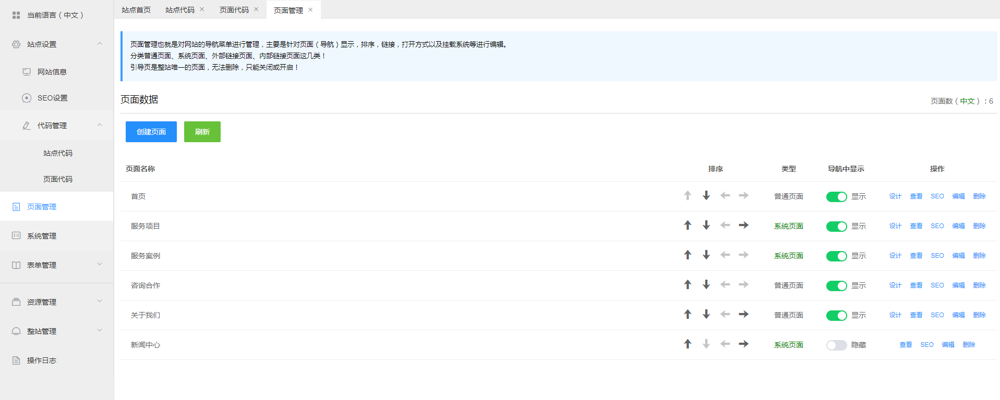 当前语言（中文）
站点设置
网站信息
SEO设置
代码管理
站点代码
页面代码
页面管理
系统管理
表单管理
资源管理
整站管理
操作日志
站点首页 站点代码 × 页面代码 × 页面管理 ×
页面管理也就是对网站的导航菜单进行管理，主要是针对页面（导航）显示，排序，链接，打开方式以及挂载系统等进行编辑。
分类普通页面、系统页面、外部链接页面、内部链接页面这几类！
引导页是整站唯一的页面，无法删除，只能关闭或开启！
页面数据 页面数（中文）：6
创建页面 刷新
页面名称 排序 类型 导航中显示 操作
首页 普通页面 显示 设计 查看 SEO 编辑 删除
服务项目 系统页面 显示 设计 查看 SEO 编辑 删除
服务案例 系统页面 显示 设计 查看 SEO 编辑 删除
咨询合作 普通页面 显示 设计 查看 SEO 编辑 删除
关于我们 普通页面 显示 设计 查看 SEO 编辑 删除
新闻中心 系统页面 隐藏 查看 SEO 编辑 删除